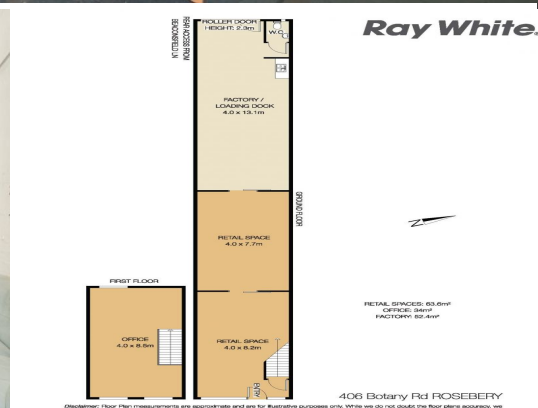 Ray White
ROLLER DOOR
HEIGHT: 2.3m
W.C
REAR ACCESS FROM
BEACONSFIELD LN
FACTORY /
LOADING DOCK
4.0 x 13.1m
GROUND FLOOR
RETAIL SPACE
4.0 x 7.7m
Z
FIRST FLOOR
OFFICE
4.0 x 8.5m
RETAIL SPACE
4.0 x 8.2m
ENTRY
RETAIL SPACES: 63.6m²
OFFICE: 34m²
FACTORY: 52.4m²
406 Botany Rd ROSEBERY
Disclaimer: Floor Plan measurements are approximate and are for illustrative purposes only. While we do not doubt the floor plans accuracy, we